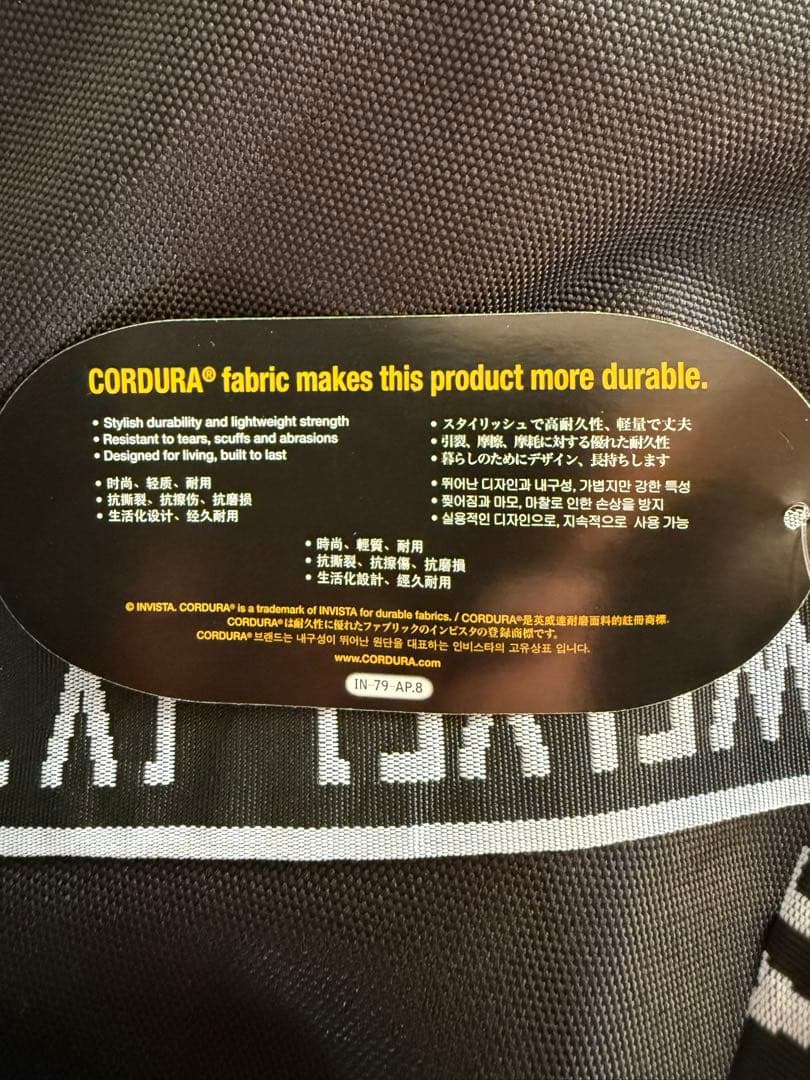 CORDURA® fabric makes this product more durable.
• Stylish durability and lightweight strength
• Resistant to tears, scuffs and abrasions
• Designed for living, built to last
• スタイリッシュで高耐久性、軽量で丈夫
• 引裂、摩擦、摩耗に対する優れた耐久性
• 暮らしのためにデザイン、長持ちします
• 时尚、轻质、耐用
• 抗撕裂、抗擦伤、抗磨损
• 生活化设计、经久耐用
• 뛰어난 디자인과 내구성, 가볍지만 강한 특성
• 찢어짐과 마모, 마찰로 인한 손상을 방지
• 실용적인 디자인으로, 지속적으로 사용 가능
• 時尚、輕質、耐用
• 抗撕裂、抗擦傷、抗磨損
• 生活化設計、經久耐用
© INVISTA. CORDURA® is a trademark of INVISTA for durable fabrics. / CORDURA®是英威達耐磨面料的註冊商標.
CORDURA®は耐久性に優れたファブリックのインビスタの登録商標です。
CORDURA® 브랜드는 내구성이 뛰어난 원단을 대표하는 인비스타의 고유상표 입니다.
www.CORDURA.com
IN-79-AP.8